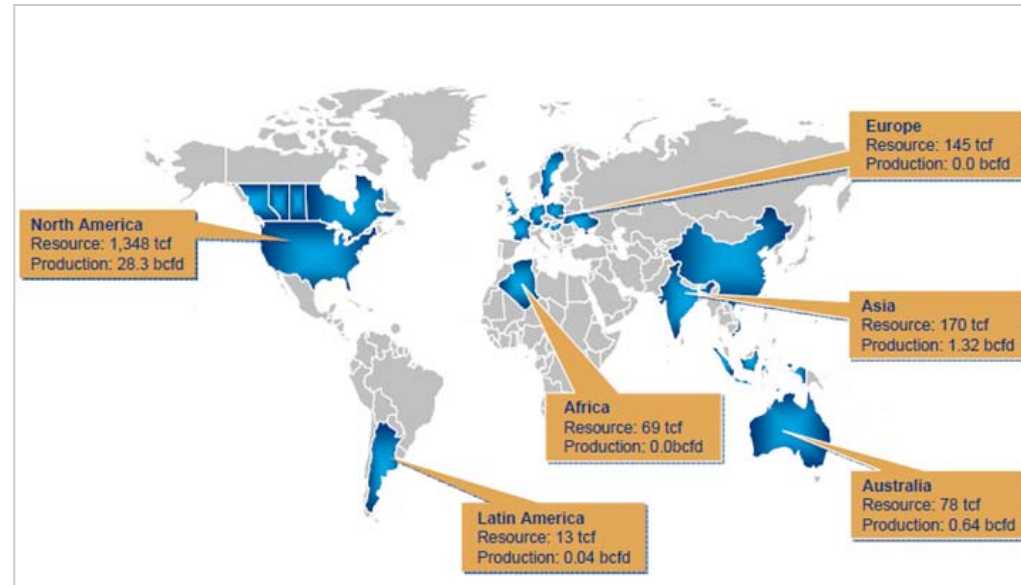 Europe
Resource: 145 tcf
Production: 0.0 bcfd
North America
Resource: 1,348 tcf
Production: 28.3 bcfd
Asia
Resource: 170 tcf
Production: 1.32 bcfd
Africa
Resource: 69 tcf
Production: 0.0bcfd
Australia
Resource: 78 tcf
Production: 0.64 bcfd
Latin America
Resource: 13 tcf
Production: 0.04 bcfd